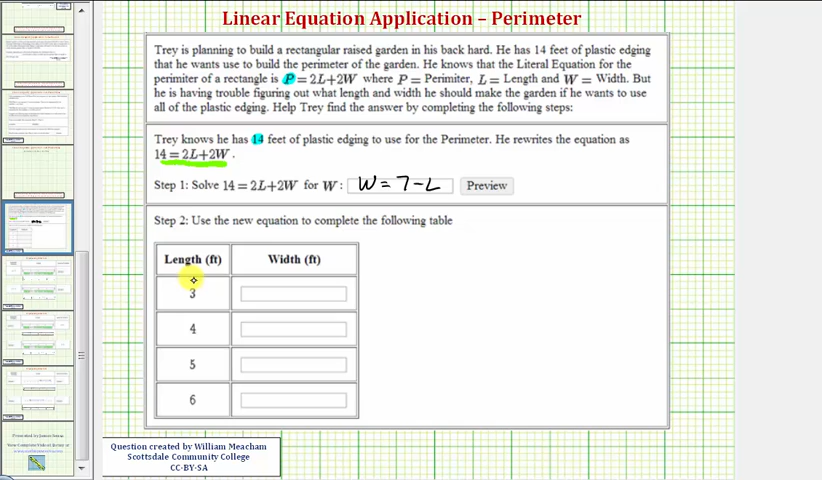 Linear Equation Application – Perimeter
Trey is planning to build a rectangular raised garden in his back hard. He has 14 feet of plastic edging
that he wants use to build the perimeter of the garden. He knows that the Literal Equation for the
perimiter of a rectangle is P = 2L+2W where P = Perimiter, L = Length and W = Width. But
he is having trouble figuring out what length and width he should make the garden if he wants to use
all of the plastic edging. Help Trey find the answer by completing the following steps:
Trey knows he has 14 feet of plastic edging to use for the Perimeter. He rewrites the equation as
14 = 2L+2W .
Step 1: Solve 14 = 2L+2W for W: W = 7-L Preview
Step 2: Use the new equation to complete the following table
Length (ft) Width (ft)
3
4
5
6
Question created by William Meacham
Scottsdale Community College
CC-BY-SA